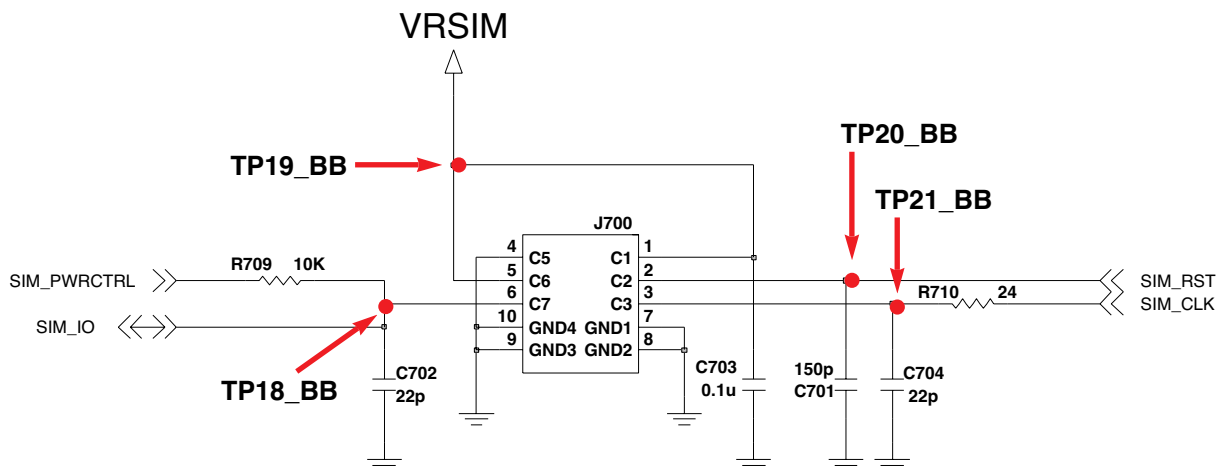 VRSIM
TP19_BB
TP20_BB
TP21_BB
J700
4 C5 C1 1
SIM_PWRCTRL R709 10K 5 C6 C2 2 SIM_RST
6 C7 C3 3 R710 24 SIM_CLK
SIM_IO 10 GND4 GND1 7
9 GND3 GND2 8
TP18_BB
C702
22p
C703
0.1u
150p
C701
C704
22p